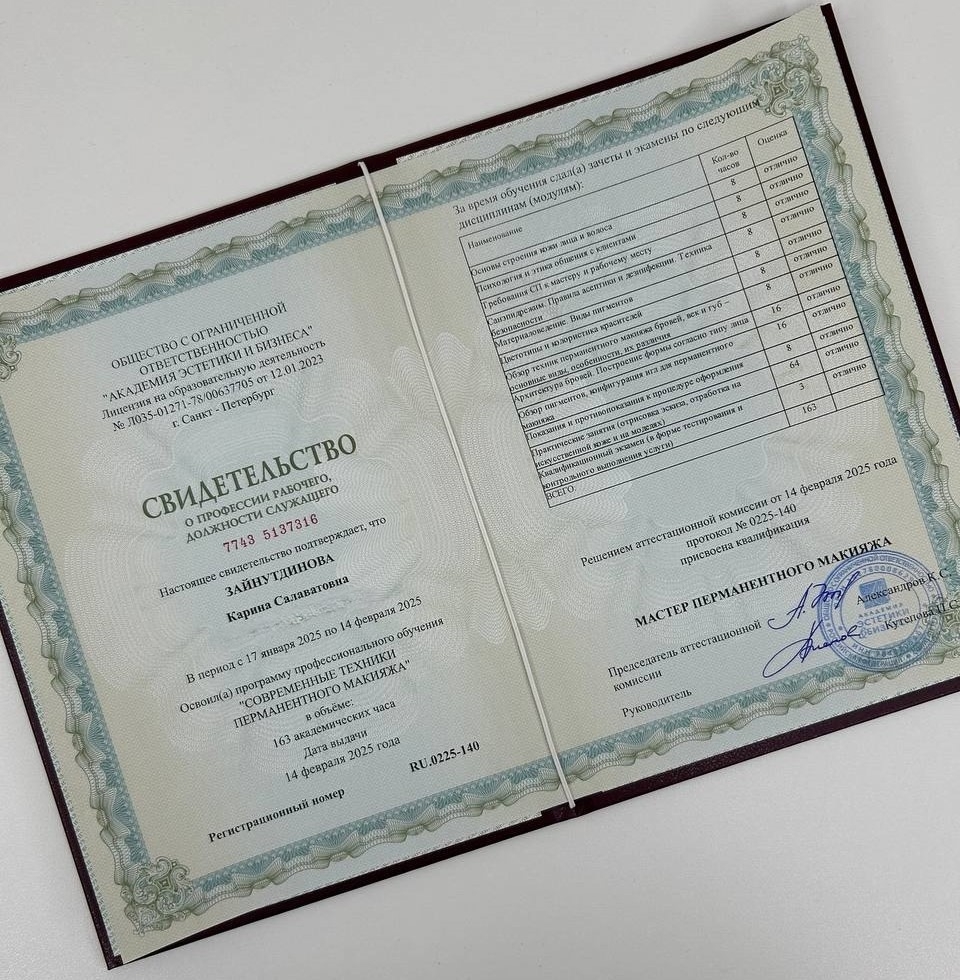 ОБЩЕСТВО С ОГРАНИЧЕННОЙ
ОТВЕТСТВЕННОСТЬЮ
"АКАДЕМИЯ ЭСТЕТИКИ И БИЗНЕСА"
Лицензия на образовательную деятельность
№ Л035-01271-78/00637705 от 12.01.2023
г. Санкт - Петербург
СВИДЕТЕЛЬСТВО
О ПРОФЕССИИ РАБОЧЕГО,
ДОЛЖНОСТИ СЛУЖАЩЕГО
7743 5137316
Настоящее свидетельство подтверждает, что
ЗАЙНУТДИНОВА
Карина Салаватовна
В период с 17 января 2025 по 14 февраля 2025
Освоил(а) программу профессионального обучения
"СОВРЕМЕННЫЕ ТЕХНИКИ
ПЕРМАНЕНТНОГО МАКИЯЖА"
в объёме:
163 академических часа
Дата выдачи
14 февраля 2025 года
Регистрационный номер RU.0225-140
За время обучения сдал(а) зачеты и экамены по следующим
дисциплинам (модулям):
Наименование Кол-во часов Оценка
Основы строения кожи лица и волоса 8 отлично
Психология и этика общения с клиентами 8 отлично
Требования СП к мастеру и рабочему месту 8 отлично
Санэпидрежим. Правила асептики и дезинфекции. Техника
безопасности 8 отлично
Материаловедение. Виды пигментов 8 отлично
Цветотипы и колористика красителей 8 отлично
Обзор техник перманентного макияжа бровей, век и губ –
основные виды, особенности, их различия 8 отлично
Архитектура бровей. Построение формы согласно типу лица 16 отлично
Обзор пигментов, конфигурация игл для перманентного
макияжа 16 отлично
Показания и противопоказания к процедуре оформления 8 отлично
Практические занятия (отрисовка эскиза, отработка на
искусственной коже и на моделях) 64 отлично
Квалификационный экзамен (в форме тестирования и
контрольного выполнения услуги) 3 отлично
ВСЕГО: 163
Решением аттестационной комиссии от 14 февраля 2025 года
протокол № 0225-140
присвоена квалификация
МАСТЕР ПЕРМАНЕНТНОГО МАКИЯЖА
Председатель аттестационной
комиссии
Александров К.С.
Руководитель
Кутепова П.С.
АКАДЕМИЯ
ЭСТЕТИКИ